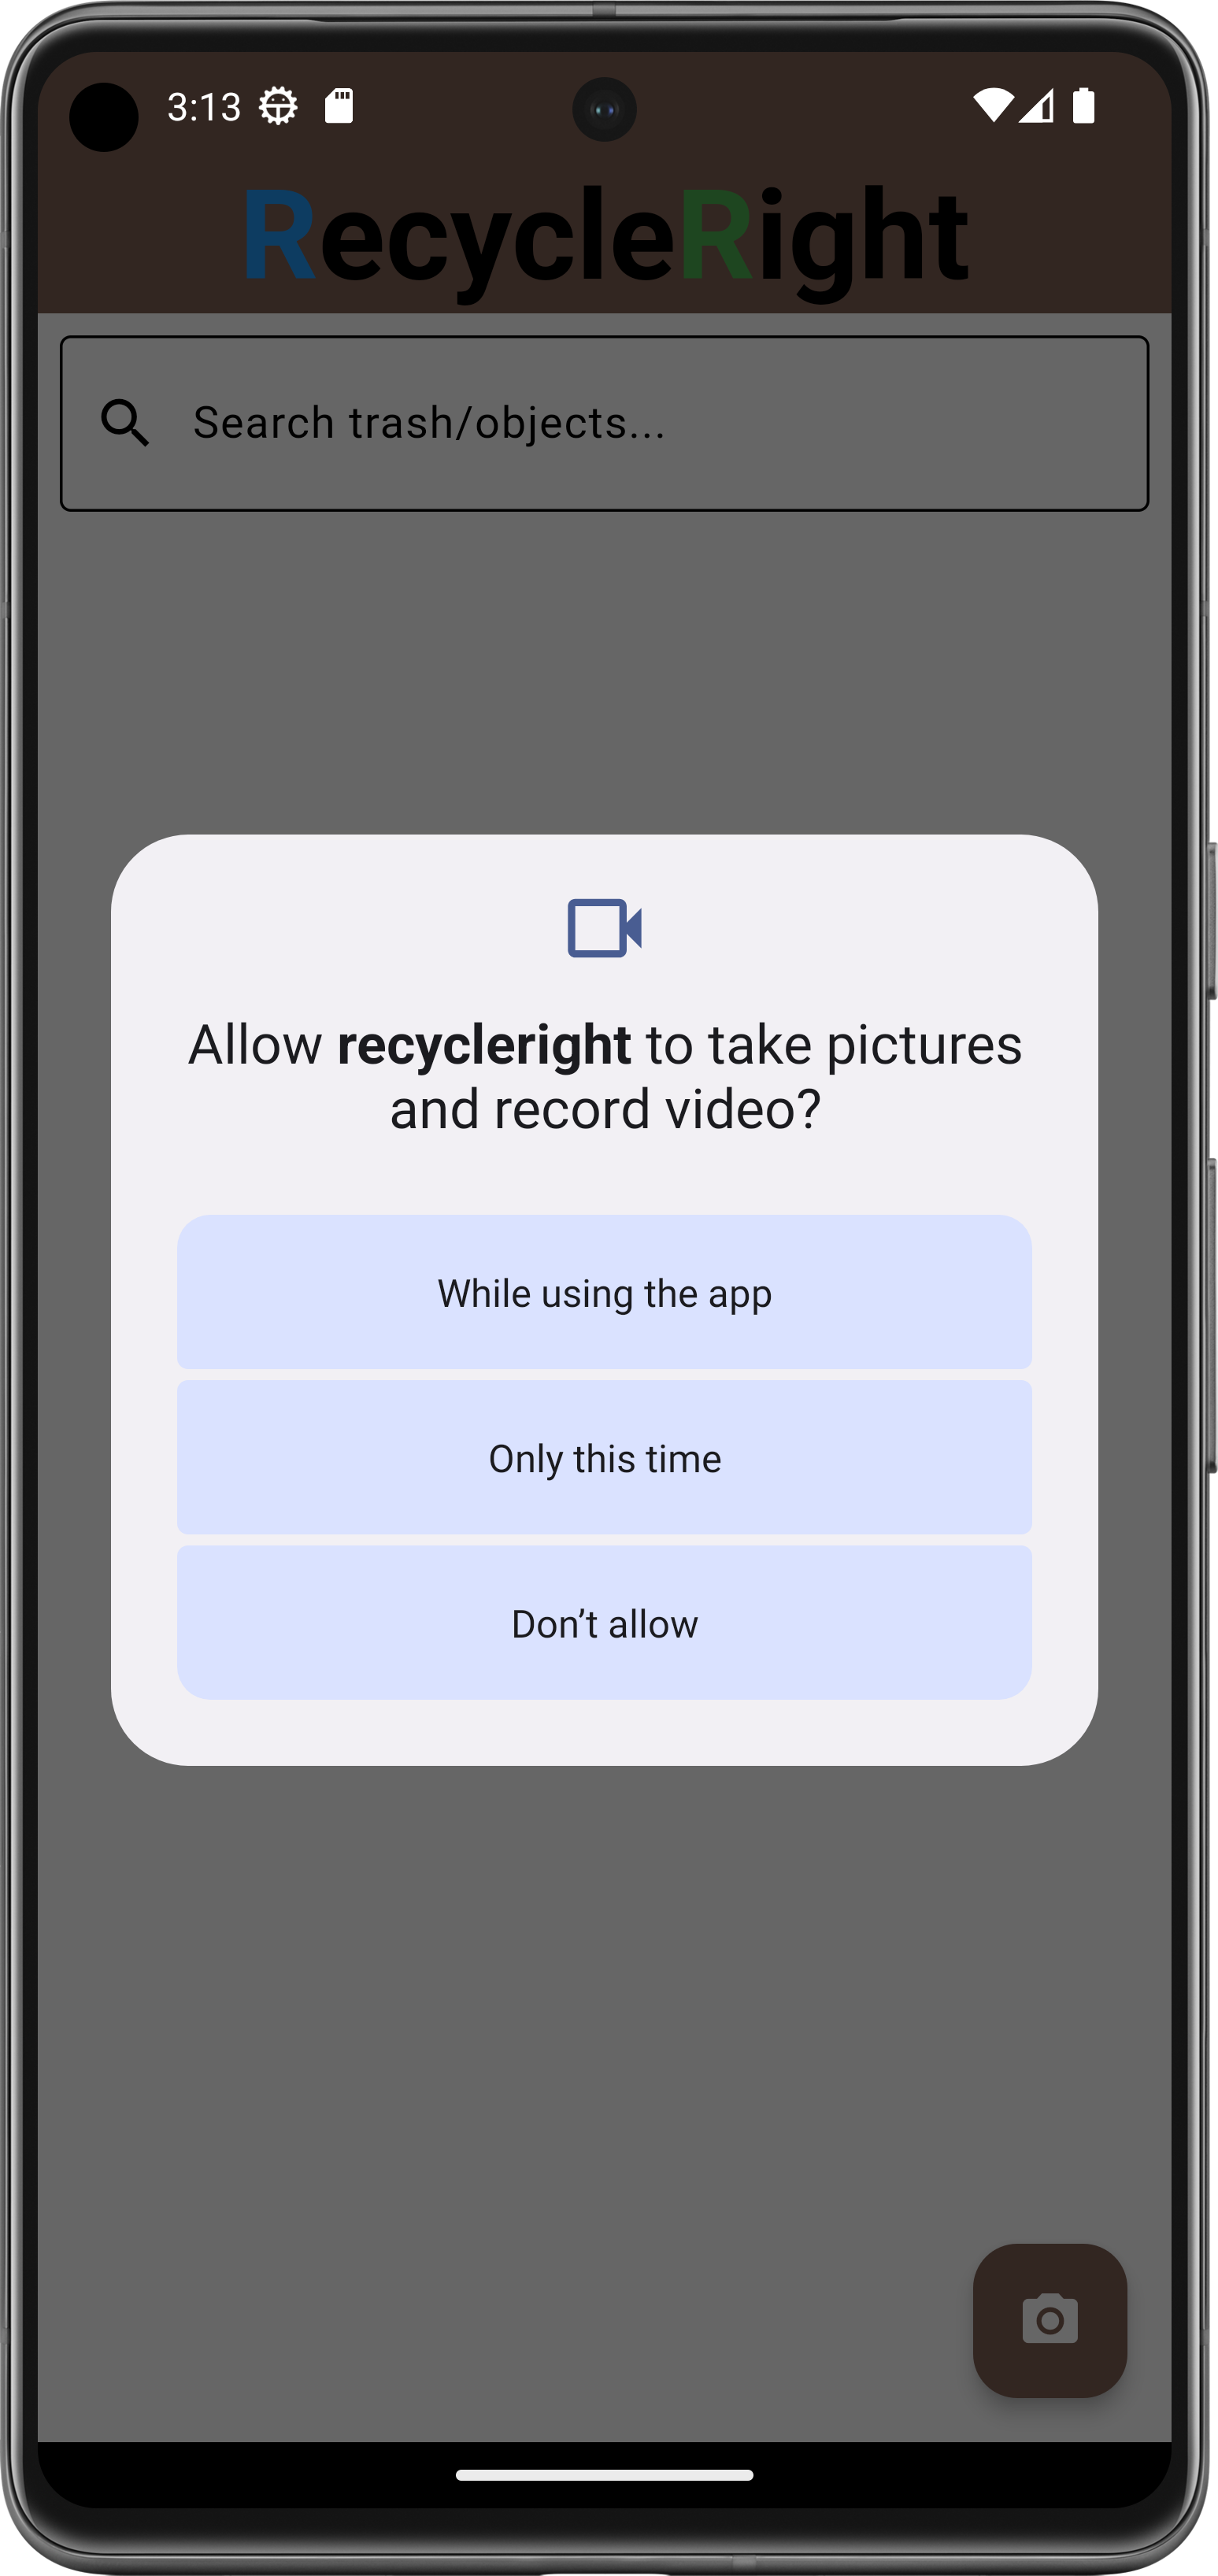 3:13
RecycleRight
Search trash/objects...
Allow recycleright to take pictures
and record video?
While using the app
Only this time
Don’t allow